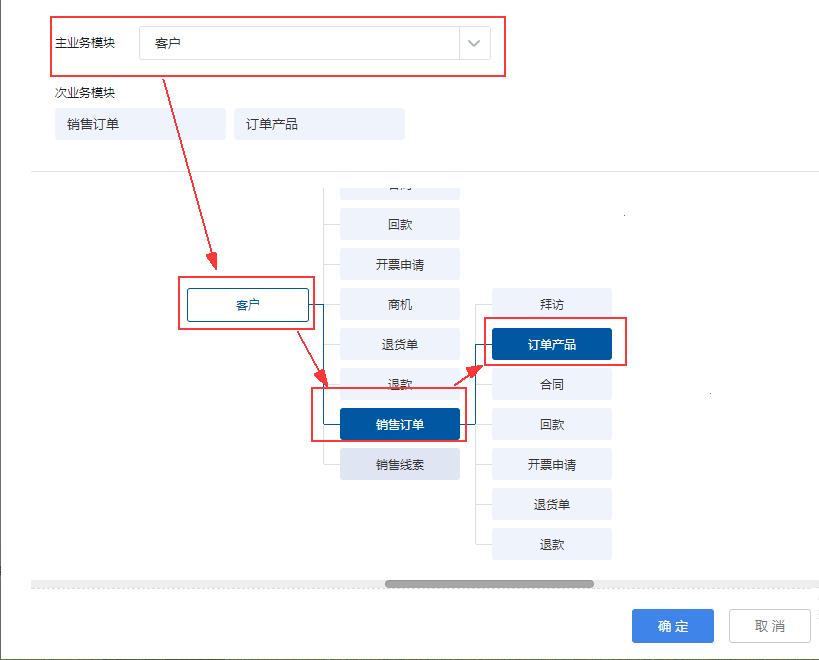 主业务模块
客户
次业务模块
销售订单
订单产品
回款
开票申请
客户
商机
拜访
退货单
订单产品
退款
合同
销售订单
回款
销售线索
开票申请
退货单
退款
确定
取消